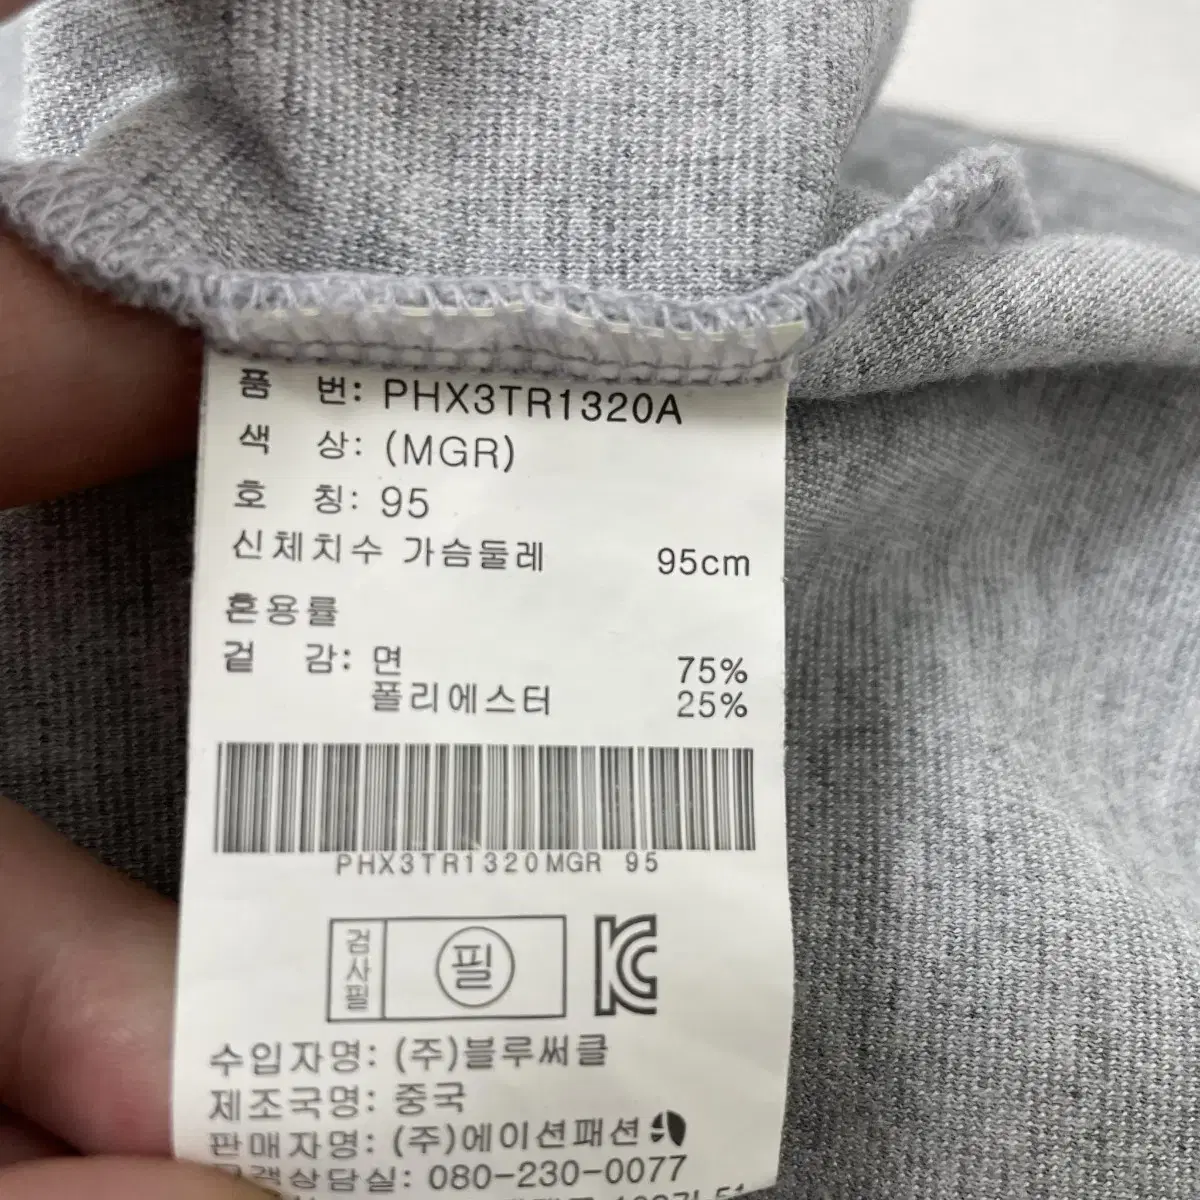 품 번: PHX3TR1320A
색 상: (MGR)
호 칭: 95
신체치수 가슴둘레 95cm
혼용률
겉 감: 면 75%
폴리에스터 25%
PHX3TR1320MGR 95
검사필 필 KC
수입자명: (주)블루써클
제조국명: 중국
판매자명: (주)에이션패션
고객상담실: 080-230-0077